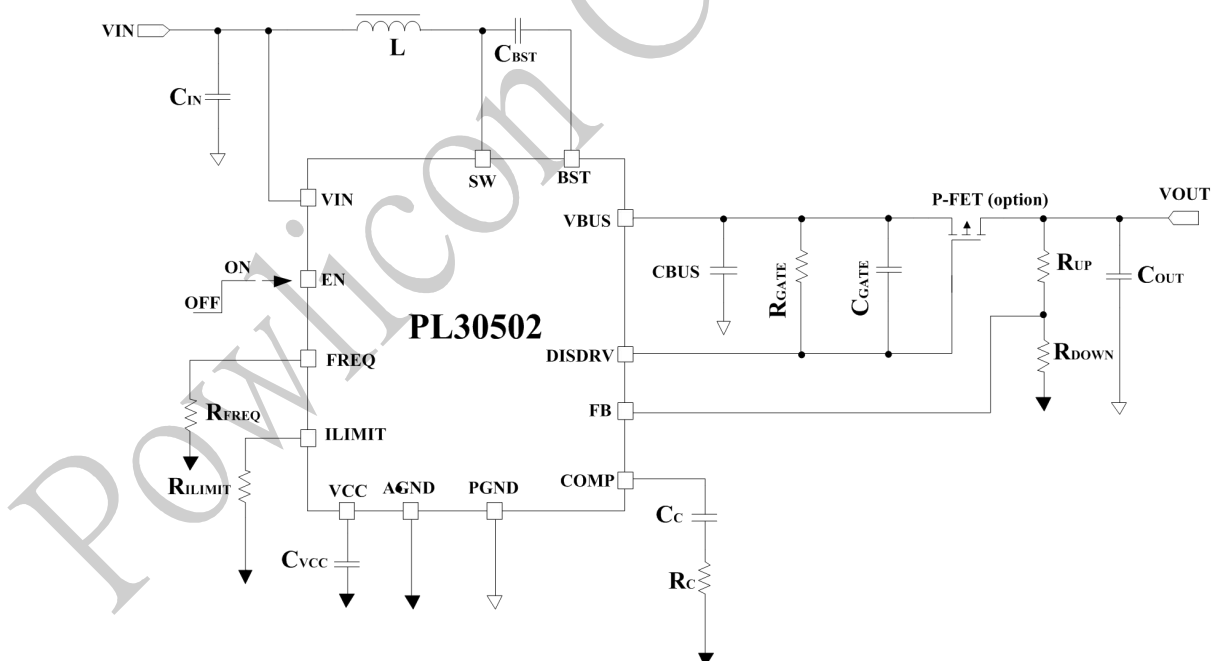 VIN
L
CBST
CIN
SW
BST
VIN
VBUS
P-FET (option)
VOUT
ON
OFF
EN
CBUS
RGATE
CGATE
RUP
COUT
PL30502
FREQ
DISDRV
RDOWN
RFREQ
FB
ILIMIT
RILIMIT
VCC
AGND
PGND
COMP
CVCC
CC
RC
Powlicon C